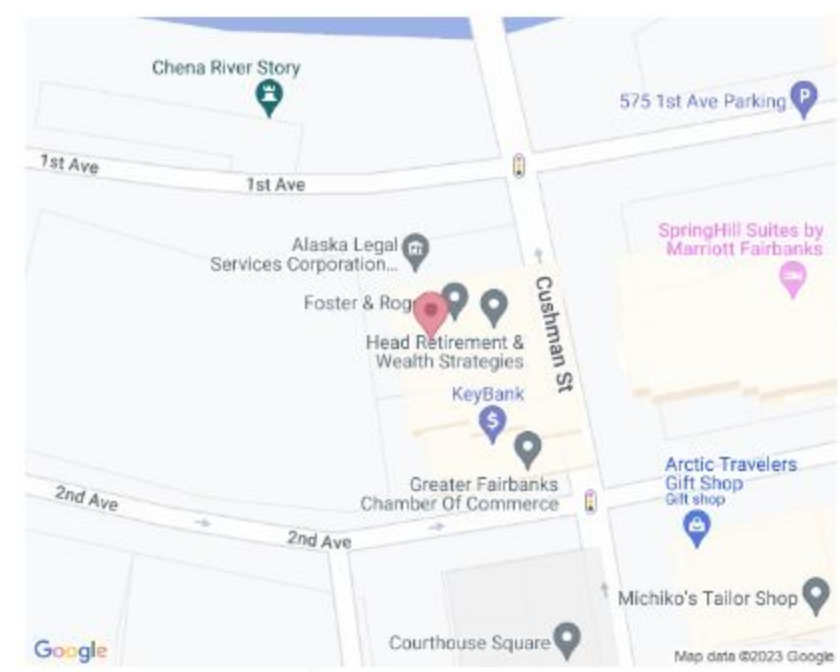 Chena River Story
575 1st Ave Parking
P
1st Ave
1st Ave
SpringHill Suites by
Marriott Fairbanks
Alaska Legal
Services Corporation...
Foster & Rog
Cushman St
Head Retirement &
Wealth Strategies
KeyBank
$
Greater Fairbanks
Chamber Of Commerce
Arctic Travelers
Gift Shop
Gift shop
2nd Ave
2nd Ave
Michiko's Tailor Shop
Courthouse Square
Google
Map data ©2023 Google